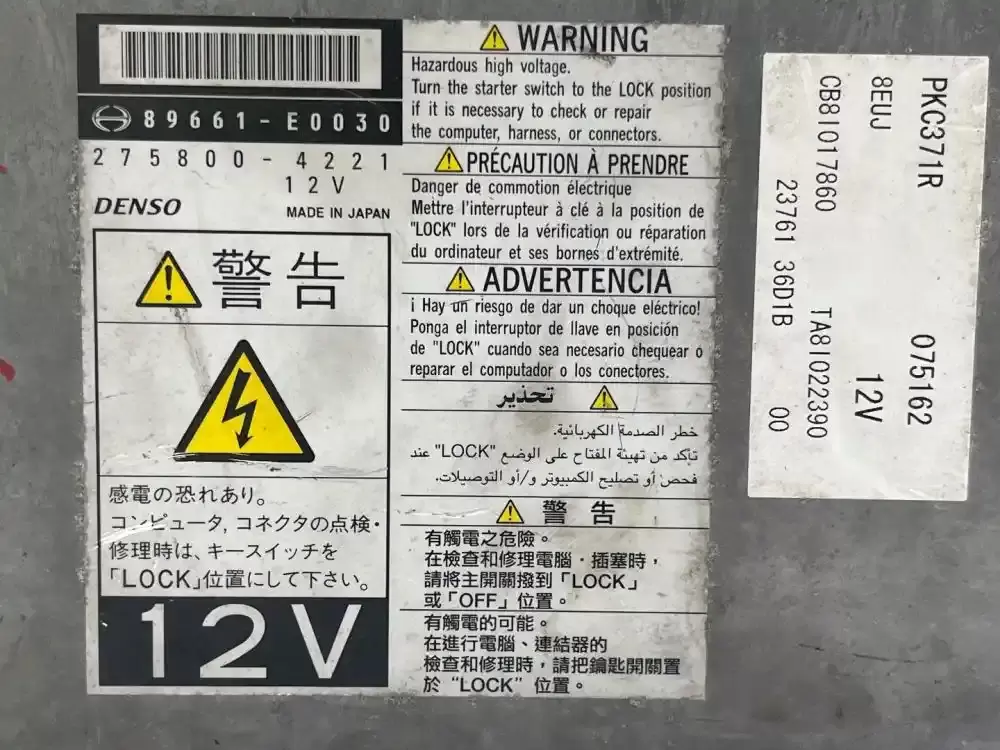 89661-E0030
275800-4221
12V
DENSO
MADE IN JAPAN
警告
感電の恐れあり。
コンピュータ, コネクタの点検・
修理時は、キースイッチを
「LOCK」位置にして下さい。
12V
WARNING
Hazardous high voltage.
Turn the starter switch to the LOCK position
if it is necessary to check or repair
the computer, harness, or connectors.
PRÉCAUTION À PRENDRE
Danger de commotion électrique
Mettre l'interrupteur à clé à la position de
"LOCK" lors de la vérification ou réparation
du ordinateur et ses bornes d'extrémité.
ADVERTENCIA
¡ Hay un riesgo de dar un choque eléctrico!
Ponga el interruptor de llave en posición
de "LOCK" cuando sea necesario chequear o
reparar el computador o los conectores.
تحذير
خطر الصدمة الكهربائية.
تأكد من تهيئة المفتاح على الوضع "LOCK" عند
فحص أو تصليح الكمبيوتر و/أو التوصيلات.
警告
有觸電之危險。
在檢查和修理電腦・插塞時，
請將主開關撥到「LOCK」
或「OFF」位置。
有觸電的可能。
在進行電腦、連結器的
檢查和修理時，請把鑰匙開關置
於 “LOCK” 位置。
PKC371R 075162
8EIJ 12V
CB81017860 TA81022390
23761 36D1B 00